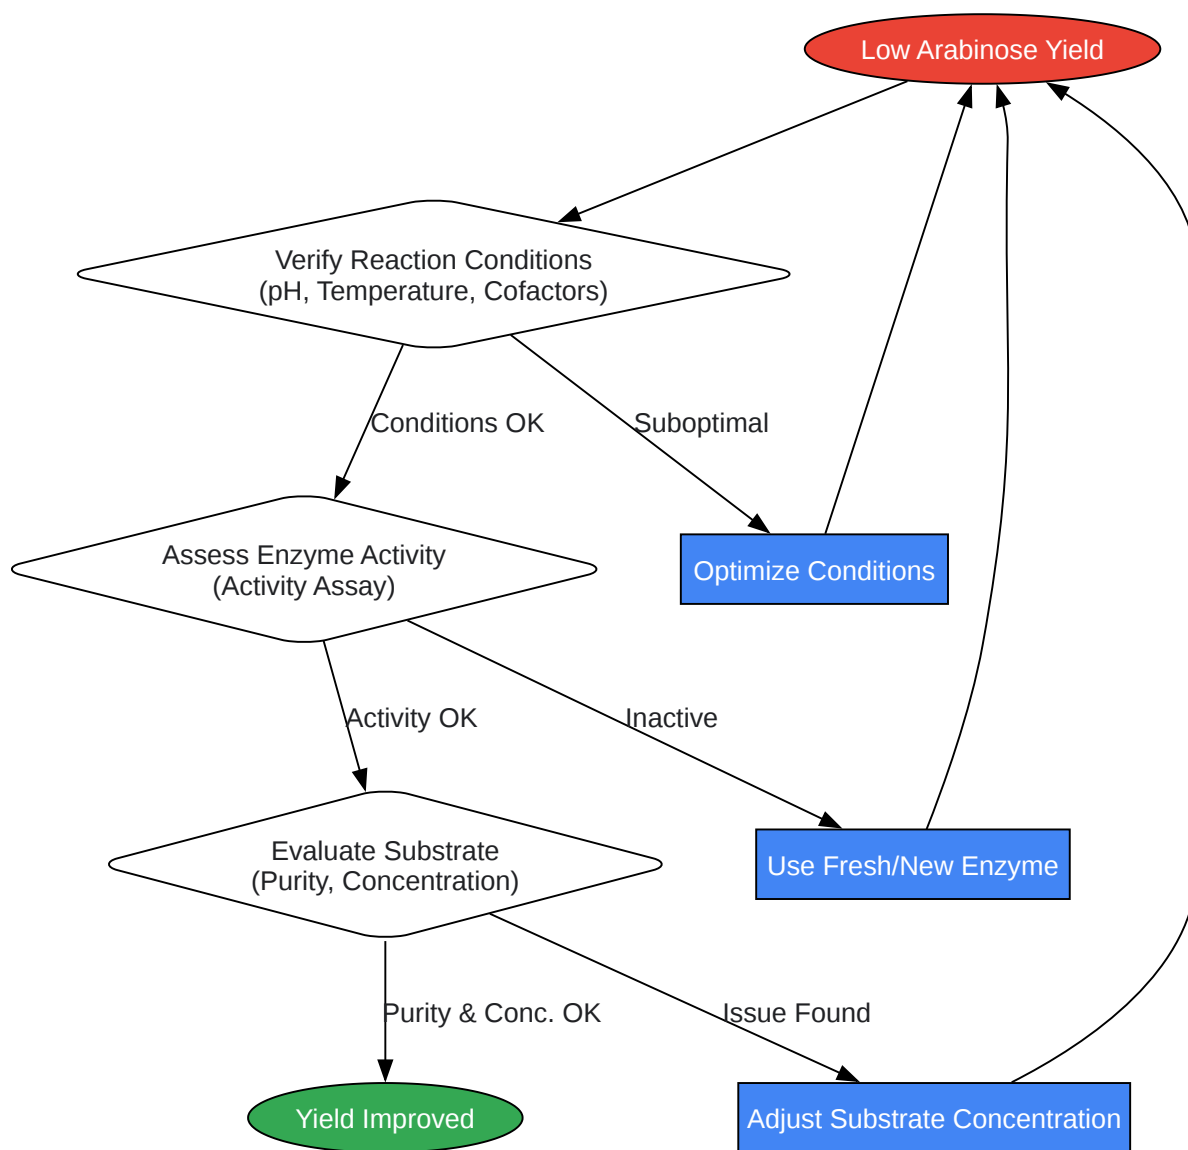 Low Arabinose Yield
Verify Reaction Conditions
(pH, Temperature, Cofactors)
Conditions OK
Suboptimal
Assess Enzyme Activity
(Activity Assay)
Optimize Conditions
Activity OK
Inactive
Evaluate Substrate
(Purity, Concentration)
Use Fresh/New Enzyme
Purity & Conc. OK
Issue Found
Yield Improved
Adjust Substrate Concentration